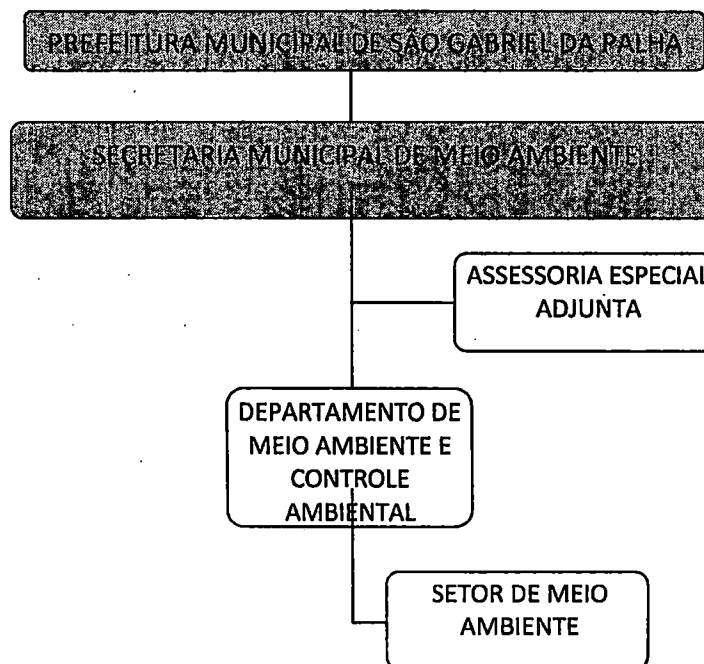 PREFEITURA MUNICIPAL DE SÃO GABRIEL DA PALHA
SECRETARIA MUNICIPAL DE MEIO AMBIENTE
ASSESSORIA ESPECIAL
ADJUNTA
DEPARTAMENTO DE
MEIO AMBIENTE E
CONTROLE
AMBIENTAL
SETOR DE MEIO
AMBIENTE